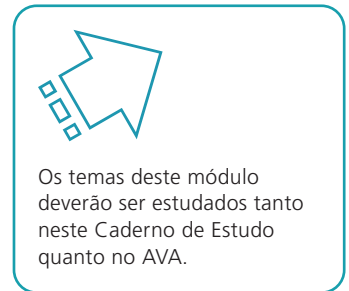 Os temas deste módulo
deverão ser estudados tanto
neste Caderno de Estudo
quanto no AVA.